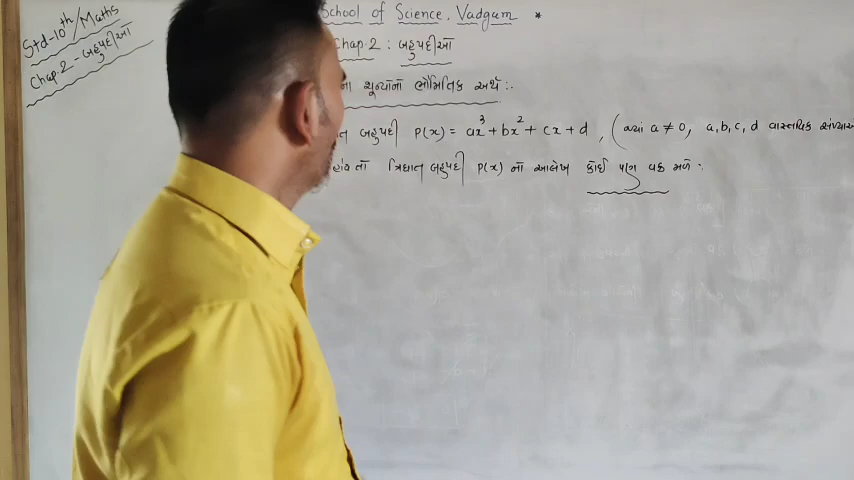 Std-10th/Maths
Chap.2 - બહુપદીઓ
School of Science, Vadgam *
Chap.2 : બહુપદીઓ
ના શૂન્યોનો ભૌમિતિક અર્થ:-
બહુપદી P(x) = ax³ + bx² + cx + d , (જ્યાં a ≠ 0, a, b, c, d વાસ્તવિક
તો ત્રિઘાત બહુપદી P(x) નો આલેખ કોઈ પણ વક્ર મળે.